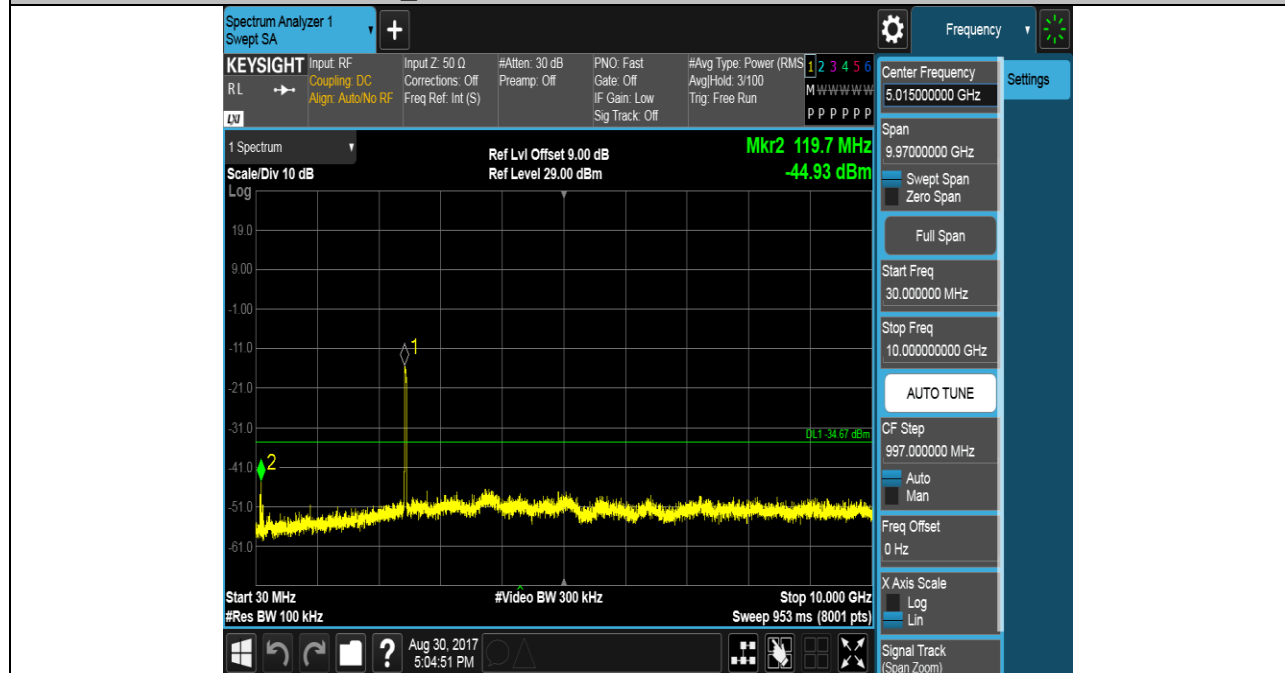 Spectrum Analyzer 1
Swept SA
+
Frequency
KEYSIGHT
RL
LXI
Input: RF
Coupling: DC
Align: Auto/No RF
Input Z: 50 Ω
Corrections: Off
Freq Ref: Int (S)
#Atten: 30 dB
Preamp: Off
PNO: Fast
Gate: Off
IF Gain: Low
Sig Track: Off
#Avg Type: Power (RMS
Avg|Hold: 3/100
Trig: Free Run
1 2 3 4 5 6
M W W W W W
P P P P P P
1 Spectrum
Scale/Div 10 dB
Ref Lvl Offset 9.00 dB
Ref Level 29.00 dBm
Mkr2 119.7 MHz
-44.93 dBm
Log
19.0
9.00
-1.00
-11.0
-21.0
-31.0
-41.0
-51.0
-61.0
1
2
DL1 -34.67 dBm
Start 30 MHz
#Res BW 100 kHz
#Video BW 300 kHz
Stop 10.000 GHz
Sweep 953 ms (8001 pts)
?
Aug 30, 2017
5:04:51 PM
Center Frequency
5.015000000 GHz
Settings
Span
9.97000000 GHz
Swept Span
Zero Span
Full Span
Start Freq
30.000000 MHz
Stop Freq
10.000000000 GHz
AUTO TUNE
CF Step
997.000000 MHz
Auto
Man
Freq Offset
0 Hz
X Axis Scale
Log
Lin
Signal Track
(Span Zoom)